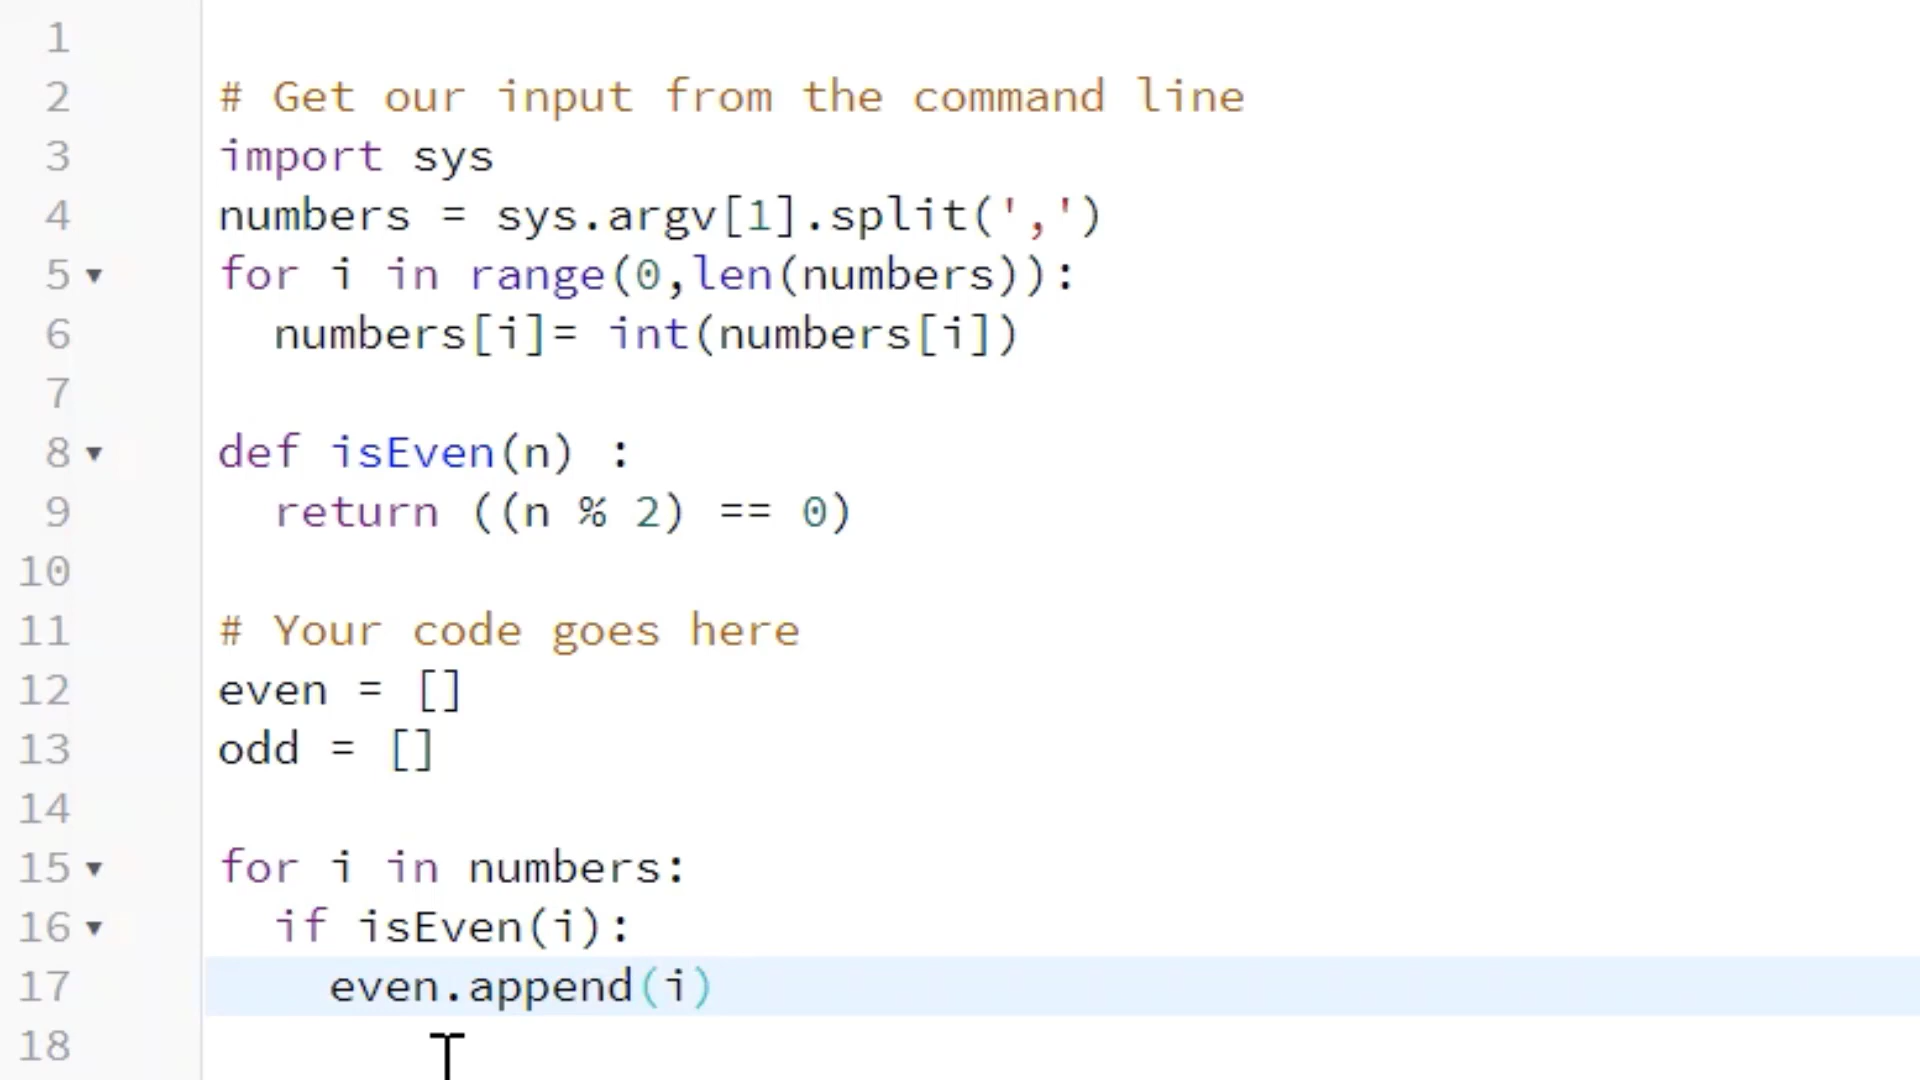 1
2 # Get our input from the command line
3 import sys
4 numbers = sys.argv[1].split(',')
5 ▼ for i in range(0,len(numbers)):
6   numbers[i]= int(numbers[i])
7
8 ▼ def isEven(n) :
9   return ((n % 2) == 0)
10
11 # Your code goes here
12 even = []
13 odd = []
14
15 ▼ for i in numbers:
16 ▼   if isEven(i):
17     even.append(i)
18